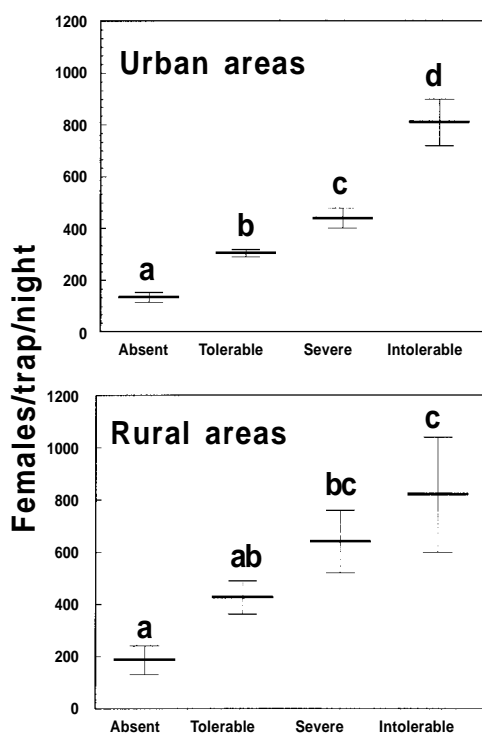 Females/trap/night
1200
Urban areas
1000
d
800
600
c
b
400
a
200
0
Absent Tolerable Severe Intolerable
1200
Rural areas
c
1000
bc
800
600
ab
400
a
200
0
Absent Tolerable Severe Intolerable